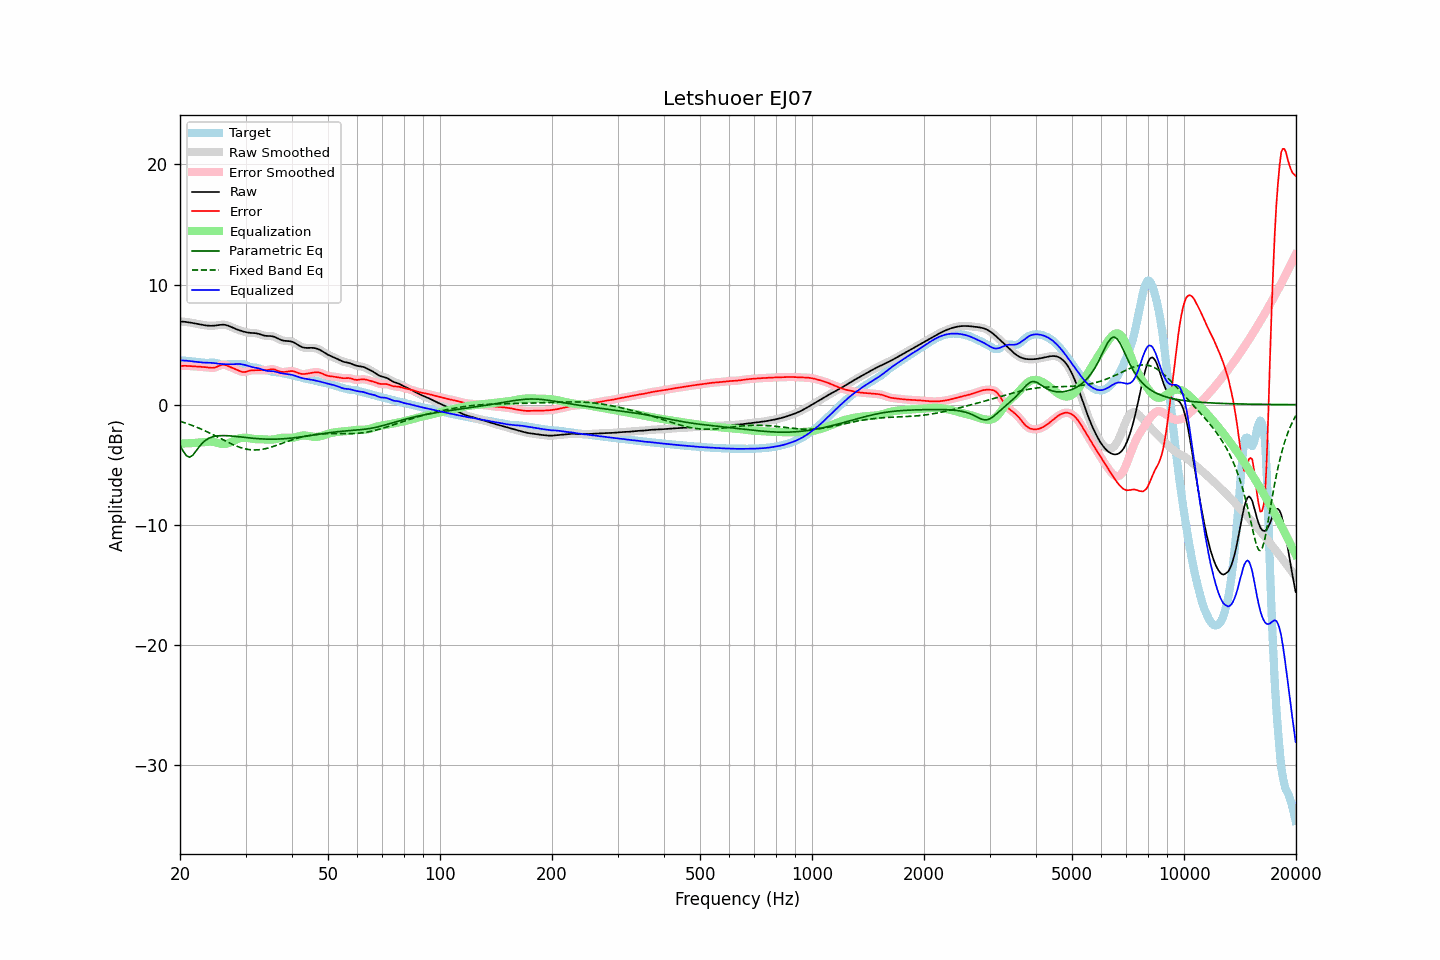 Letshuoer EJ07
Target
Raw Smoothed
Error Smoothed
Raw
Error
Equalization
Parametric Eq
Fixed Band Eq
Equalized
20
10
0
−10
−20
−30
Amplitude (dBr)
20 50 100 200 500 1000 2000 5000 10000 20000
Frequency (Hz)